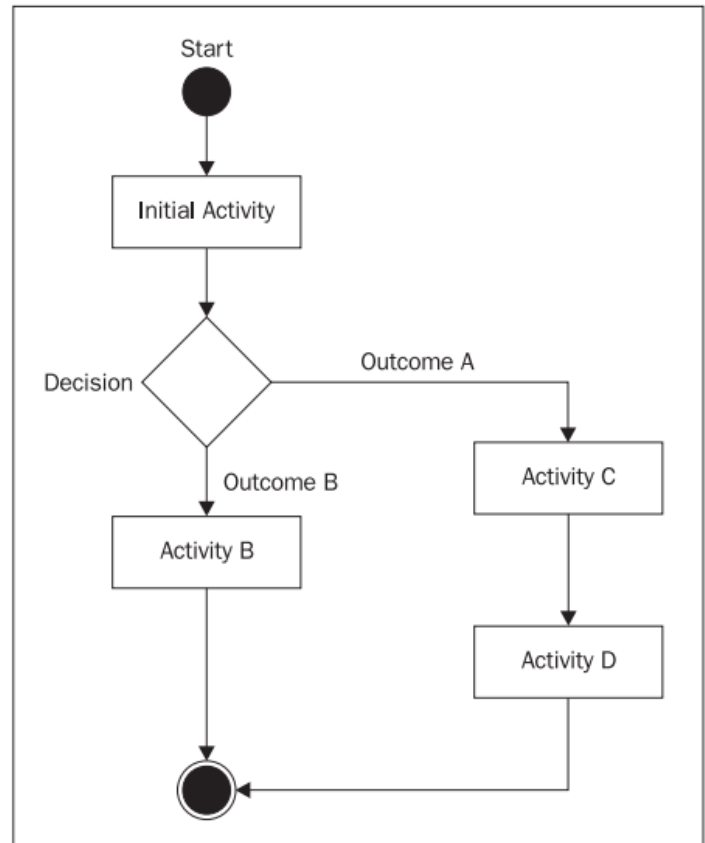 Start
Initial Activity
Decision
Outcome A
Outcome B
Activity C
Activity B
Activity D